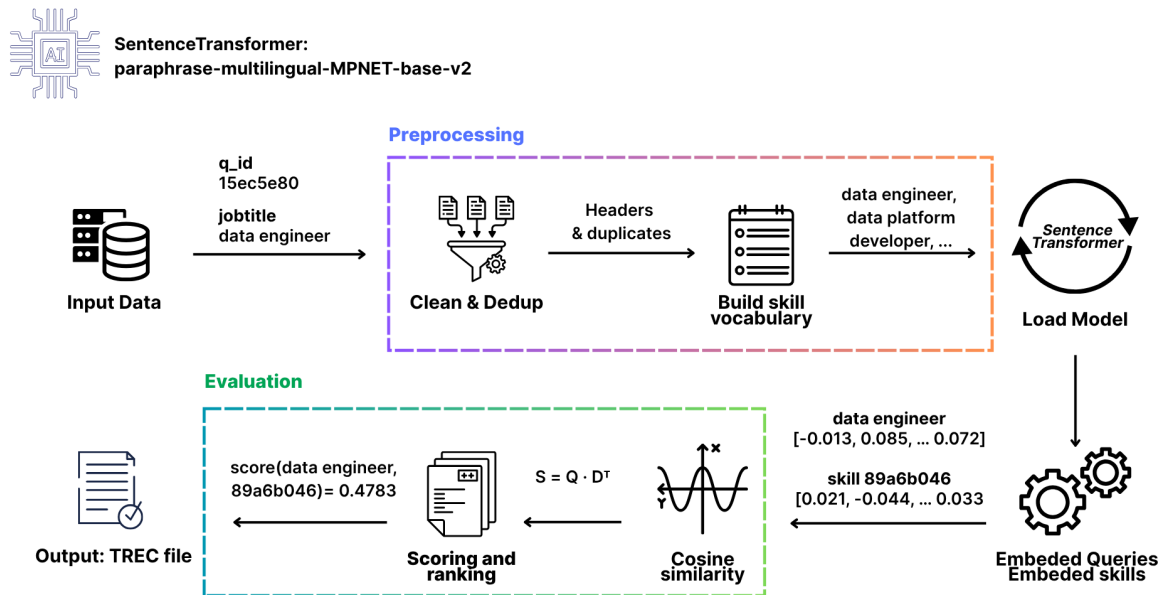 AI
SentenceTransformer:
paraphrase-multilingual-MPNET-base-v2
Preprocessing
q_id
15ec5e80
jobtitle
data engineer
Input Data
Clean & Dedup
Headers
& duplicates
Build skill
vocabulary
data engineer,
data platform
developer, ...
Sentence
Transformer
Load Model
Evaluation
data engineer
[-0.013, 0.085, ... 0.072]
skill 89a6b046
[0.021, -0.044, ... 0.033]
Embeded Queries
Embeded skills
X
Y
Cosine
similarity
S = Q · Dᵀ
++
Scoring and
ranking
score(data engineer,
89a6b046)= 0.4783
Output: TREC file